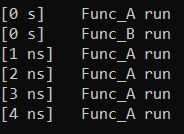 [0 s]    Func_A run
[0 s]    Func_B run
[1 ns]   Func_A run
[2 ns]   Func_A run
[3 ns]   Func_A run
[4 ns]   Func_A run